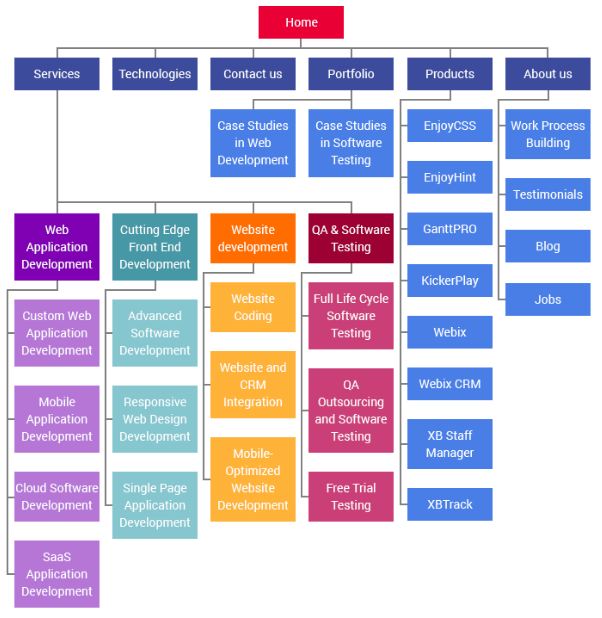 Home
Services
Technologies
Contact us
Portfolio
Products
About us
Case Studies
in Web
Development
Case Studies
in Software
Testing
EnjoyCSS
EnjoyHint
GanttPRO
KickerPlay
Webix
Webix CRM
XB Staff
Manager
XBTrack
Work Process
Building
Testimonials
Blog
Jobs
Web
Application
Development
Custom Web
Application
Development
Mobile
Application
Development
Cloud Software
Development
SaaS
Application
Development
Cutting Edge
Front End
Development
Advanced
Software
Development
Responsive
Web Design
Development
Single Page
Application
Development
Website
development
Website
Coding
Website and
CRM
Integration
Mobile-
Optimized
Website
Development
QA & Software
Testing
Full Life Cycle
Software
Testing
QA
Outsourcing
and Software
Testing
Free Trial
Testing